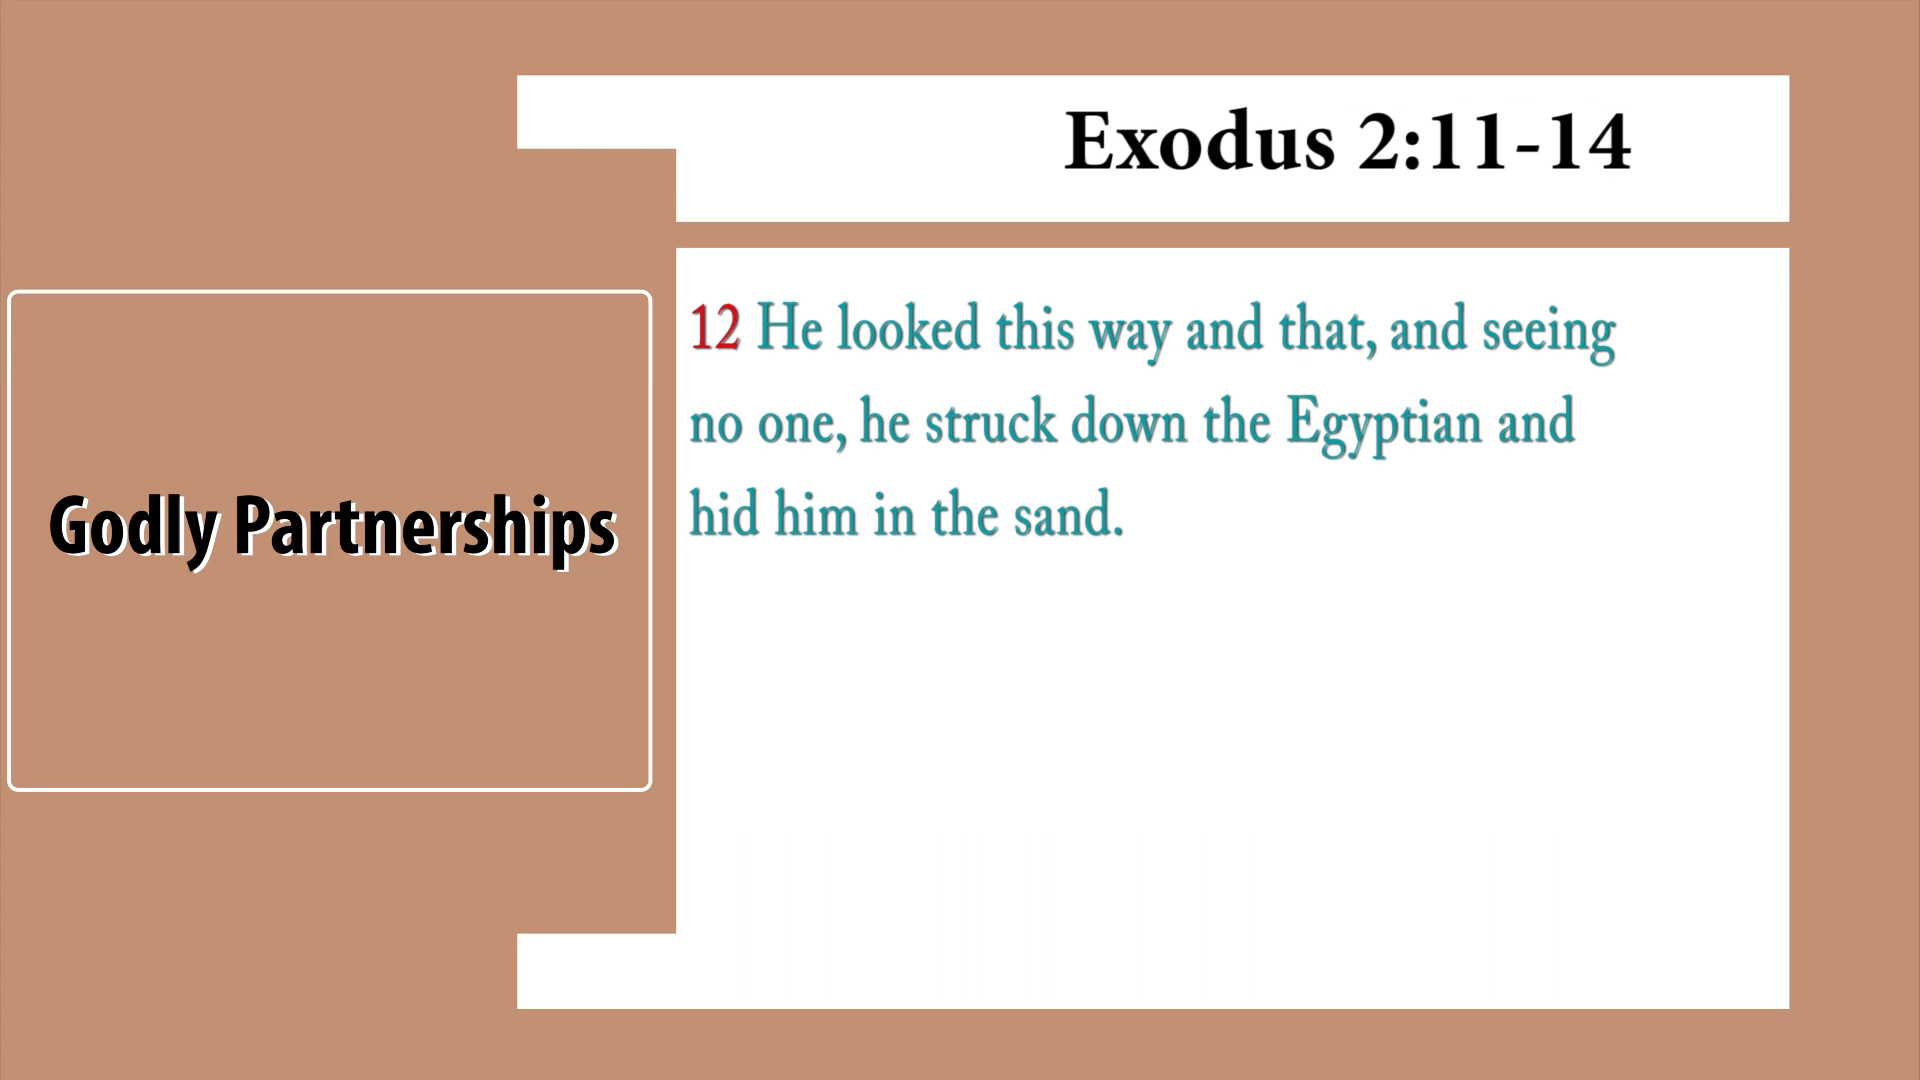 Exodus 2:11-14
Godly Partnerships
12 He looked this way and that, and seeing
no one, he struck down the Egyptian and
hid him in the sand.